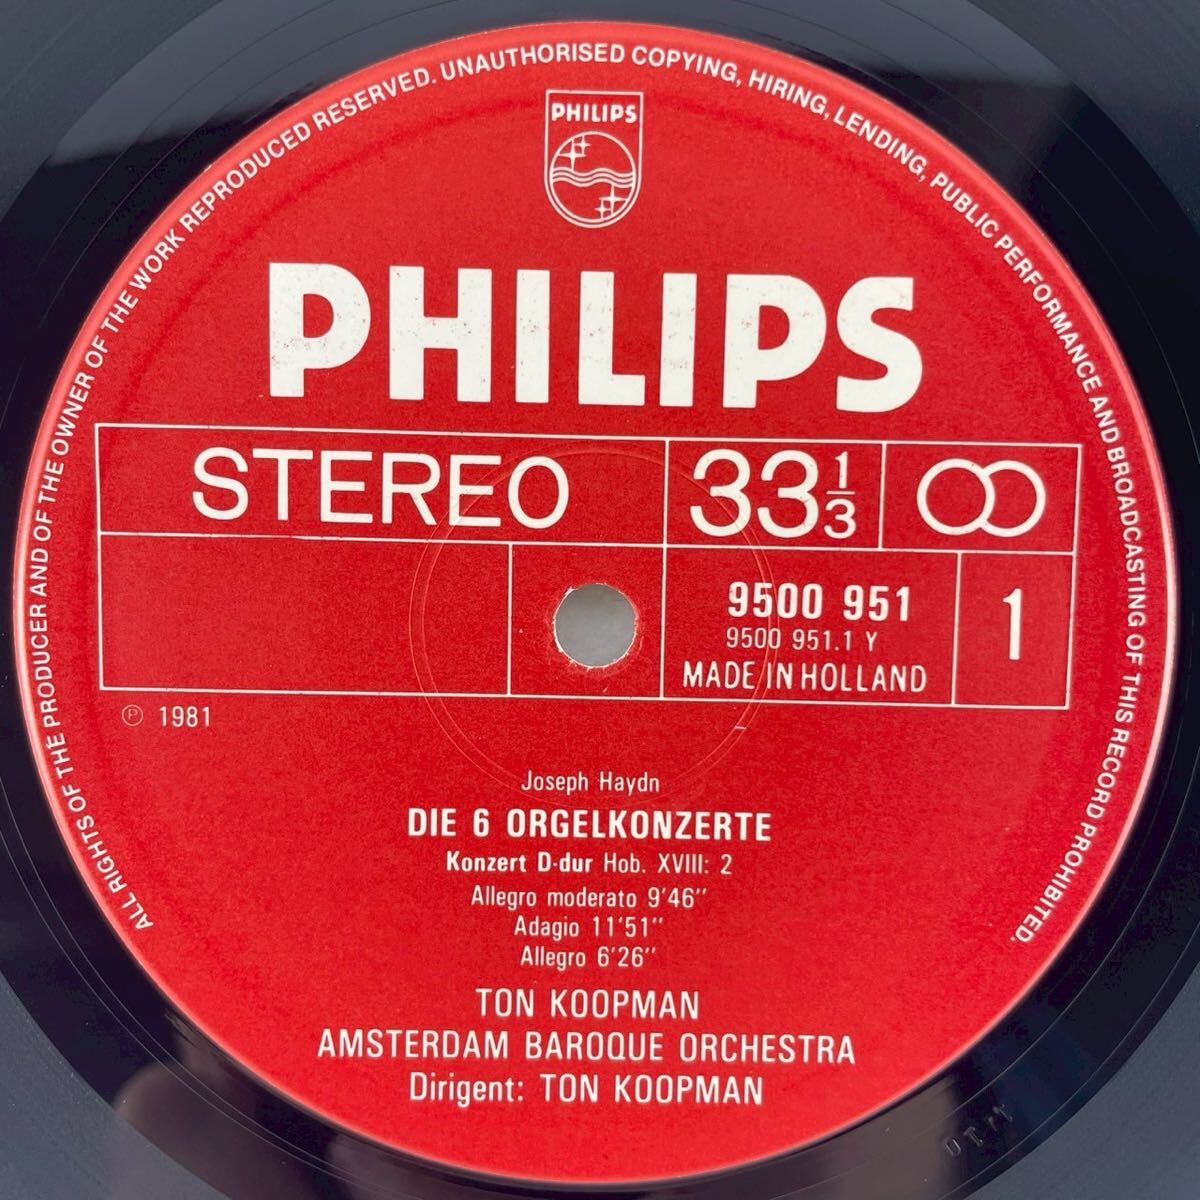 ALL RIGHTS OF THE PRODUCER AND OF THE OWNER OF THE WORK REPRODUCED RESERVED. UNAUTHORISED COPYING, HIRING, LENDING, PUBLIC PERFORMANCE AND BROADCASTING OF THIS RECORD PROHIBITED.
PHILIPS
PHILIPS
STEREO
33 1/3
9500 951
9500 951.1 Y
MADE IN HOLLAND
1
℗ 1981
Joseph Haydn
DIE 6 ORGELKONZERTE
Konzert D-dur Hob. XVIII: 2
Allegro moderato 9'46''
Adagio 11'51''
Allegro 6'26''
TON KOOPMAN
AMSTERDAM BAROQUE ORCHESTRA
Dirigent: TON KOOPMAN